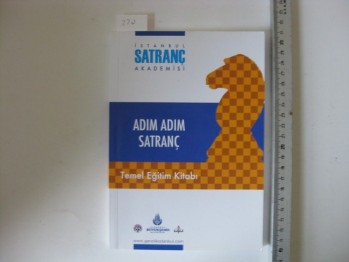 İSTANBUL
SATRANÇ
AKADEMİSİ
ADIM ADIM
SATRANÇ
Temel Eğitim Kitabı